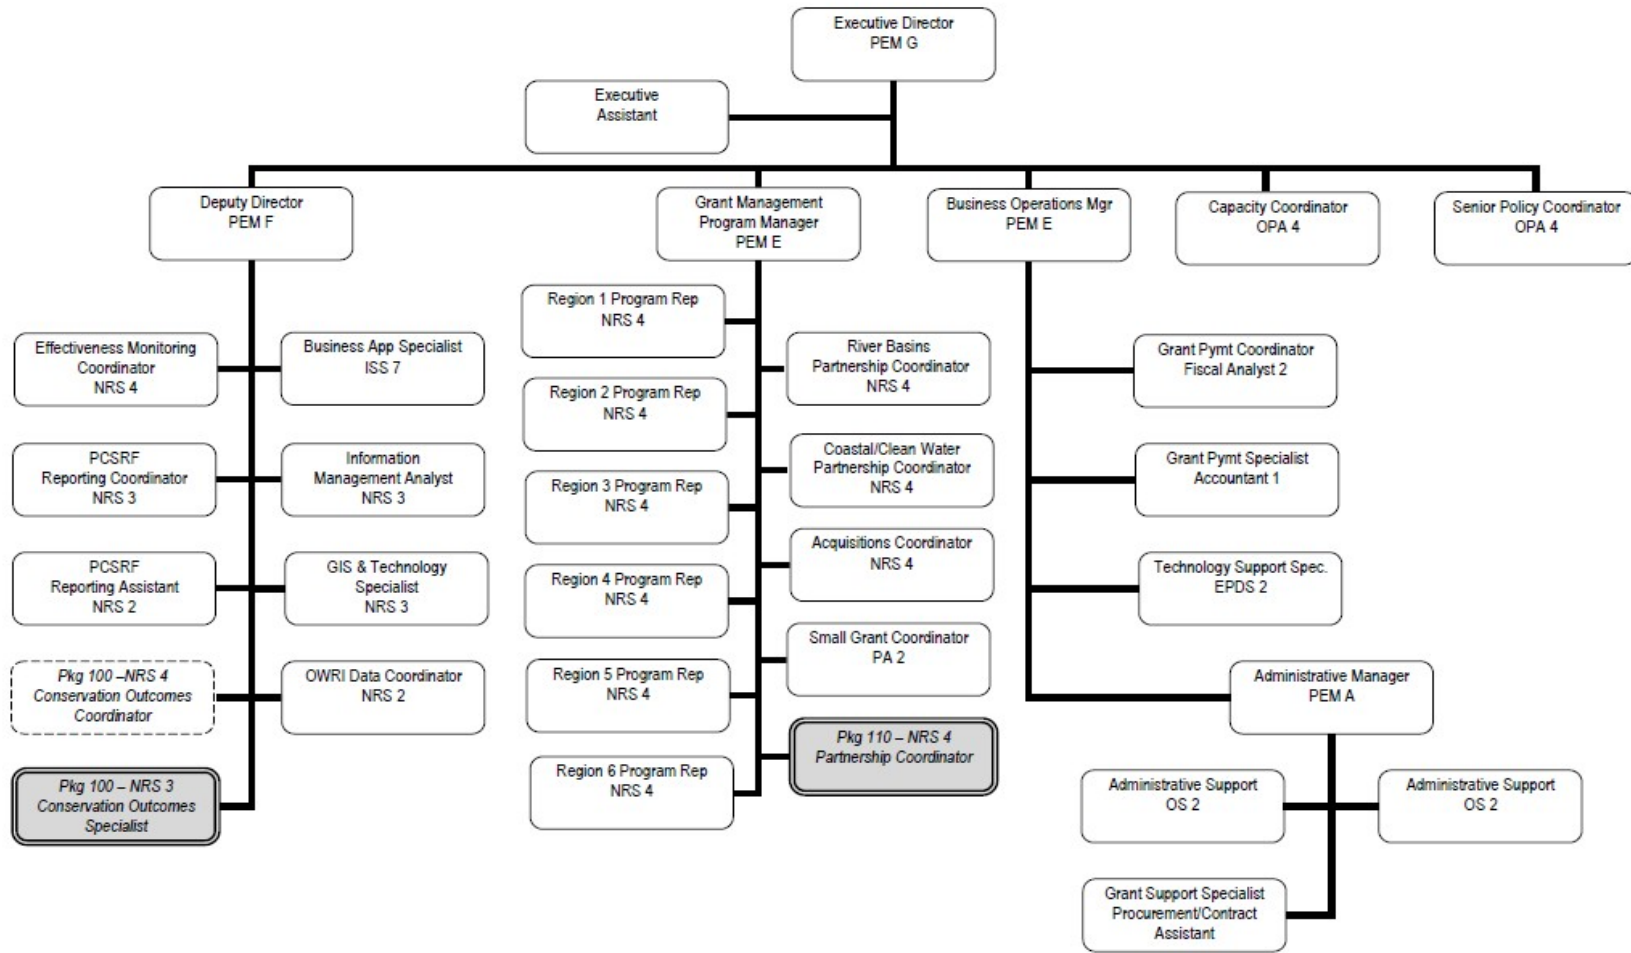 Executive Director
PEM G
Executive
Assistant
Deputy Director
PEM F
Grant Management
Program Manager
PEM E
Business Operations Mgr
PEM E
Capacity Coordinator
OPA 4
Senior Policy Coordinator
OPA 4
Effectiveness Monitoring
Coordinator
NRS 4
Business App Specialist
ISS 7
PCSRF
Reporting Coordinator
NRS 3
Information
Management Analyst
NRS 3
PCSRF
Reporting Assistant
NRS 2
GIS & Technology
Specialist
NRS 3
Pkg 100 –NRS 4
Conservation Outcomes
Coordinator
OWRI Data Coordinator
NRS 2
Pkg 100 – NRS 3
Conservation Outcomes
Specialist
Region 1 Program Rep
NRS 4
Region 2 Program Rep
NRS 4
Region 3 Program Rep
NRS 4
Region 4 Program Rep
NRS 4
Region 5 Program Rep
NRS 4
Region 6 Program Rep
NRS 4
River Basins
Partnership Coordinator
NRS 4
Coastal/Clean Water
Partnership Coordinator
NRS 4
Acquisitions Coordinator
NRS 4
Small Grant Coordinator
PA 2
Pkg 110 – NRS 4
Partnership Coordinator
Grant Pymt Coordinator
Fiscal Analyst 2
Grant Pymt Specialist
Accountant 1
Technology Support Spec.
EPDS 2
Administrative Manager
PEM A
Administrative Support
OS 2
Administrative Support
OS 2
Grant Support Specialist
Procurement/Contract
Assistant